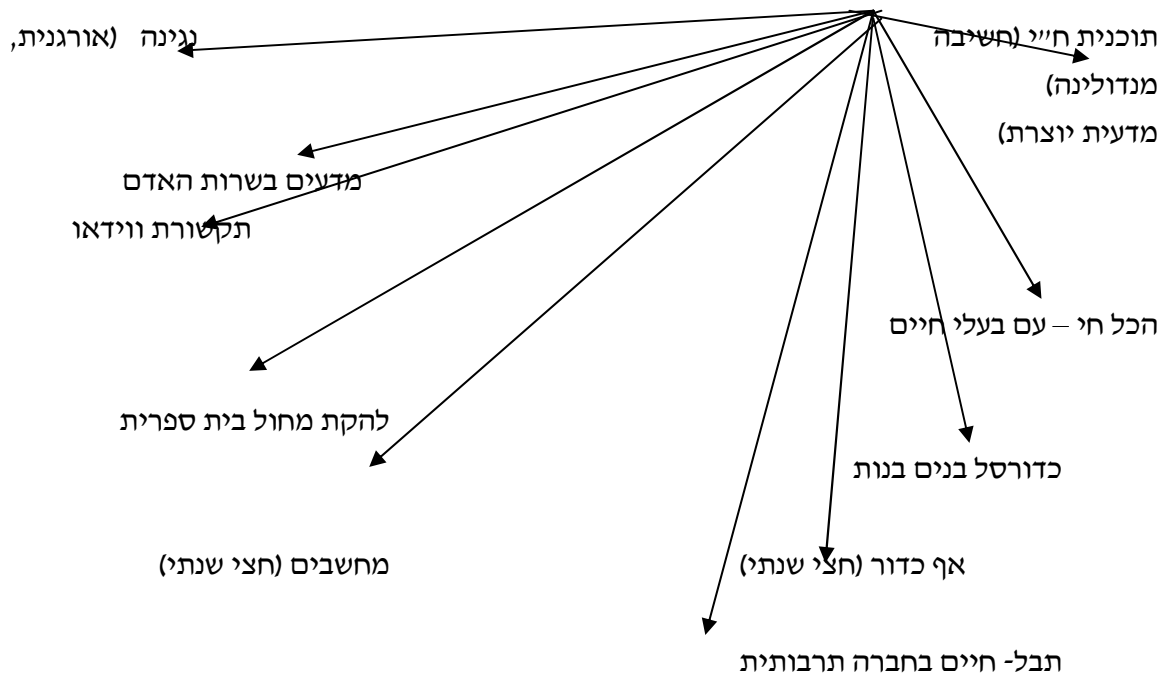 תוכנית ח״י (חשיבה
נגינה (אורגנית,
מנדולינה)
מדעית יוצרת)
מדעים בשרות האדם
תקשורת ווידאו
הכל חי – עם בעלי חיים
להקת מחול בית ספרית
כדורסל בנים בנות
אף כדור (חצי שנתי)
מחשבים (חצי שנתי)
תבל- חיים בחברה תרבותית